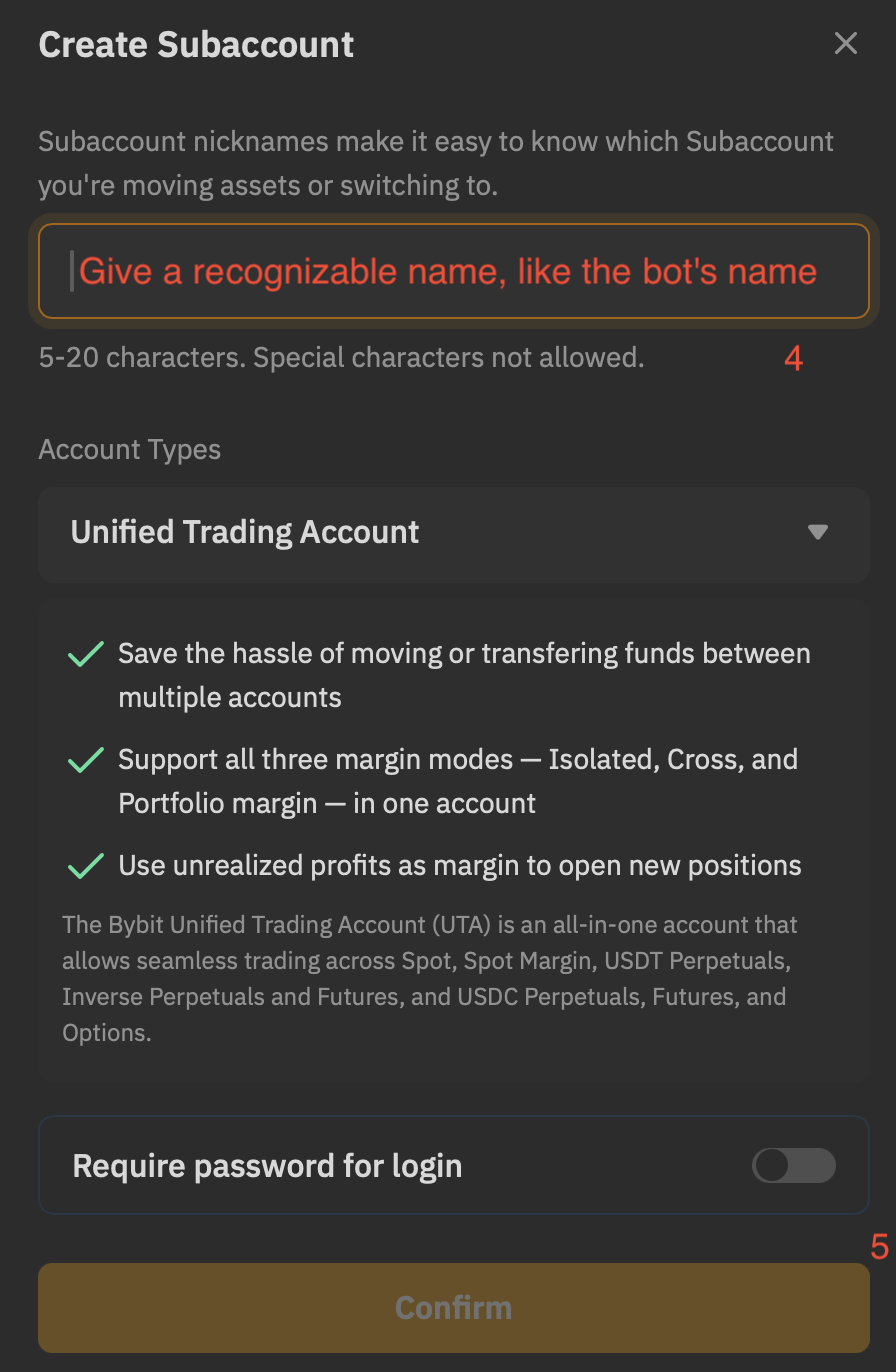 Create Subaccount
Subaccount nicknames make it easy to know which Subaccount
you're moving assets or switching to.
Give a recognizable name, like the bot's name
5-20 characters. Special characters not allowed.
4
Account Types
Unified Trading Account
Save the hassle of moving or transfering funds between
multiple accounts
Support all three margin modes — Isolated, Cross, and
Portfolio margin — in one account
Use unrealized profits as margin to open new positions
The Bybit Unified Trading Account (UTA) is an all-in-one account that
allows seamless trading across Spot, Spot Margin, USDT Perpetuals,
Inverse Perpetuals and Futures, and USDC Perpetuals, Futures, and
Options.
Require password for login
5
Confirm